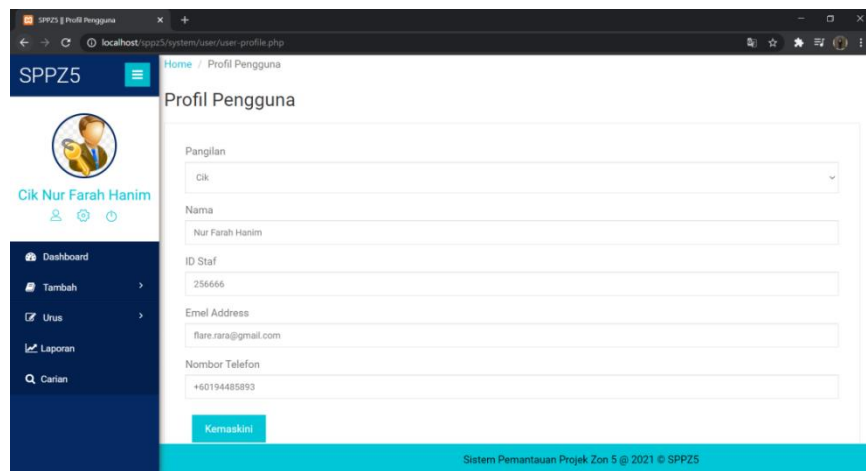 SPPZ5 || Profil Pengguna
localhost/sppz5/system/user/user-profile.php
SPPZ5
Home / Profil Pengguna
Profil Pengguna
Cik Nur Farah Hanim
Dashboard
Tambah
Urus
Laporan
Carian
Pangilan
Cik
Nama
Nur Farah Hanim
ID Staf
256666
Emel Address
flare.rara@gmail.com
Nombor Telefon
+60194485893
Kemaskini
Sistem Pemantauan Projek Zon 5 @ 2021 © SPPZ5